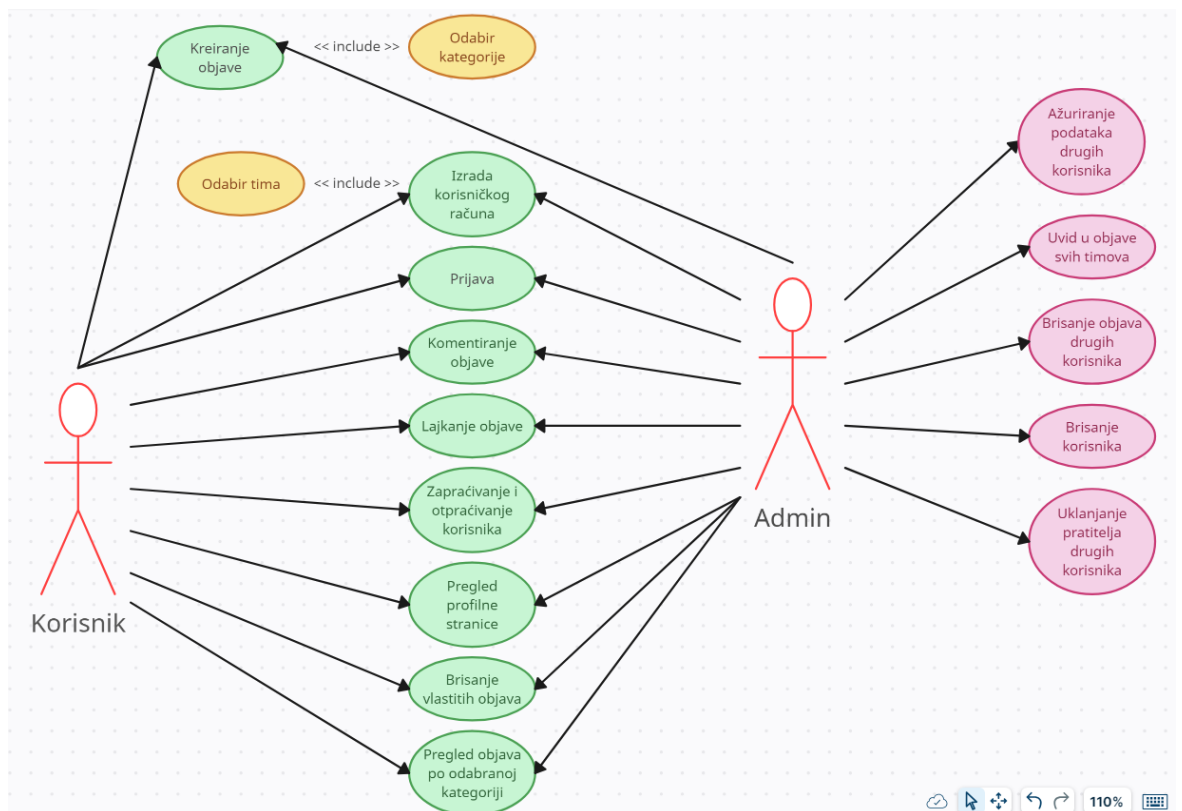 Kreiranje
objave
<< include >>
Odabir
kategorije
Odabir tima
<< include >>
Izrada
korisničkog
računa
Prijava
Komentiranje
objave
Lajkanje objave
Zapraćivanje i
otpraćivanje
korisnika
Pregled
profilne
stranice
Brisanje
vlastitih objava
Pregled objava
po odabranoj
kategoriji
Korisnik
Admin
Ažuriranje
podataka
drugih
korisnika
Uvid u objave
svih timova
Brisanje objava
drugih
korisnika
Brisanje
korisnika
Uklanjanje
pratitelja
drugih
korisnika
110%